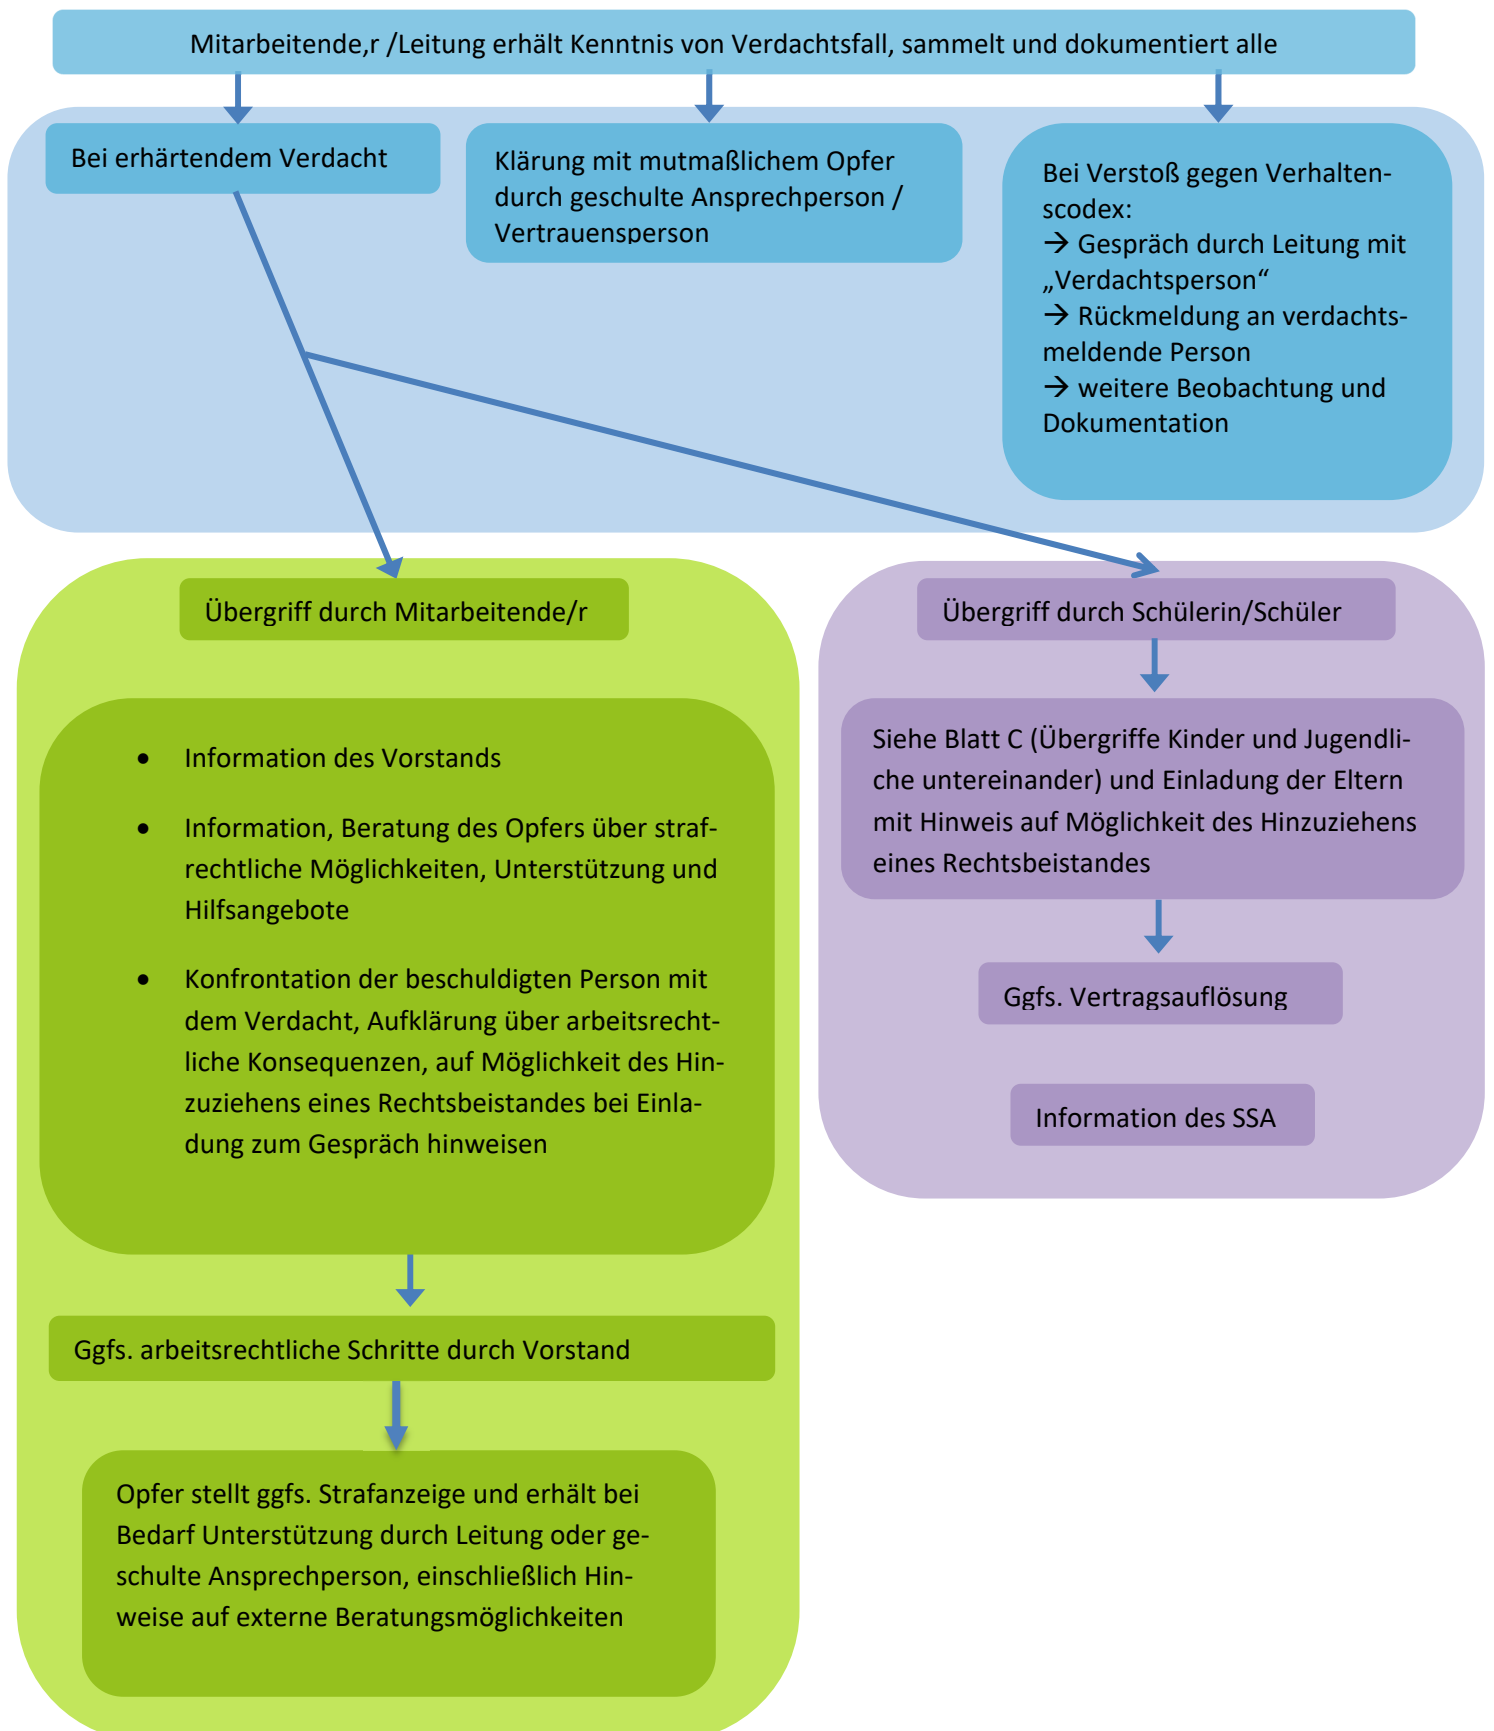 Mitarbeitende,r /Leitung erhält Kenntnis von Verdachtsfall, sammelt und dokumentiert alle
Bei erhärtendem Verdacht
Klärung mit mutmaßlichem Opfer
durch geschulte Ansprechperson /
Vertrauensperson
Bei Verstoß gegen Verhalten-
scodex:
→ Gespräch durch Leitung mit
„Verdachtsperson“
→ Rückmeldung an verdachts-
meldende Person
→ weitere Beobachtung und
Dokumentation
Übergriff durch Mitarbeitende/r
• Information des Vorstands
• Information, Beratung des Opfers über straf-
rechtliche Möglichkeiten, Unterstützung und
Hilfsangebote
• Konfrontation der beschuldigten Person mit
dem Verdacht, Aufklärung über arbeitsrecht-
liche Konsequenzen, auf Möglichkeit des Hin-
zuziehens eines Rechtsbeistandes bei Einla-
dung zum Gespräch hinweisen
Ggfs. arbeitsrechtliche Schritte durch Vorstand
Opfer stellt ggfs. Strafanzeige und erhält bei
Bedarf Unterstützung durch Leitung oder ge-
schulte Ansprechperson, einschließlich Hin-
weise auf externe Beratungsmöglichkeiten
Übergriff durch Schülerin/Schüler
Siehe Blatt C (Übergriffe Kinder und Jugendli-
che untereinander) und Einladung der Eltern
mit Hinweis auf Möglichkeit des Hinzuziehens
eines Rechtsbeistandes
Ggfs. Vertragsauflösung
Information des SSA